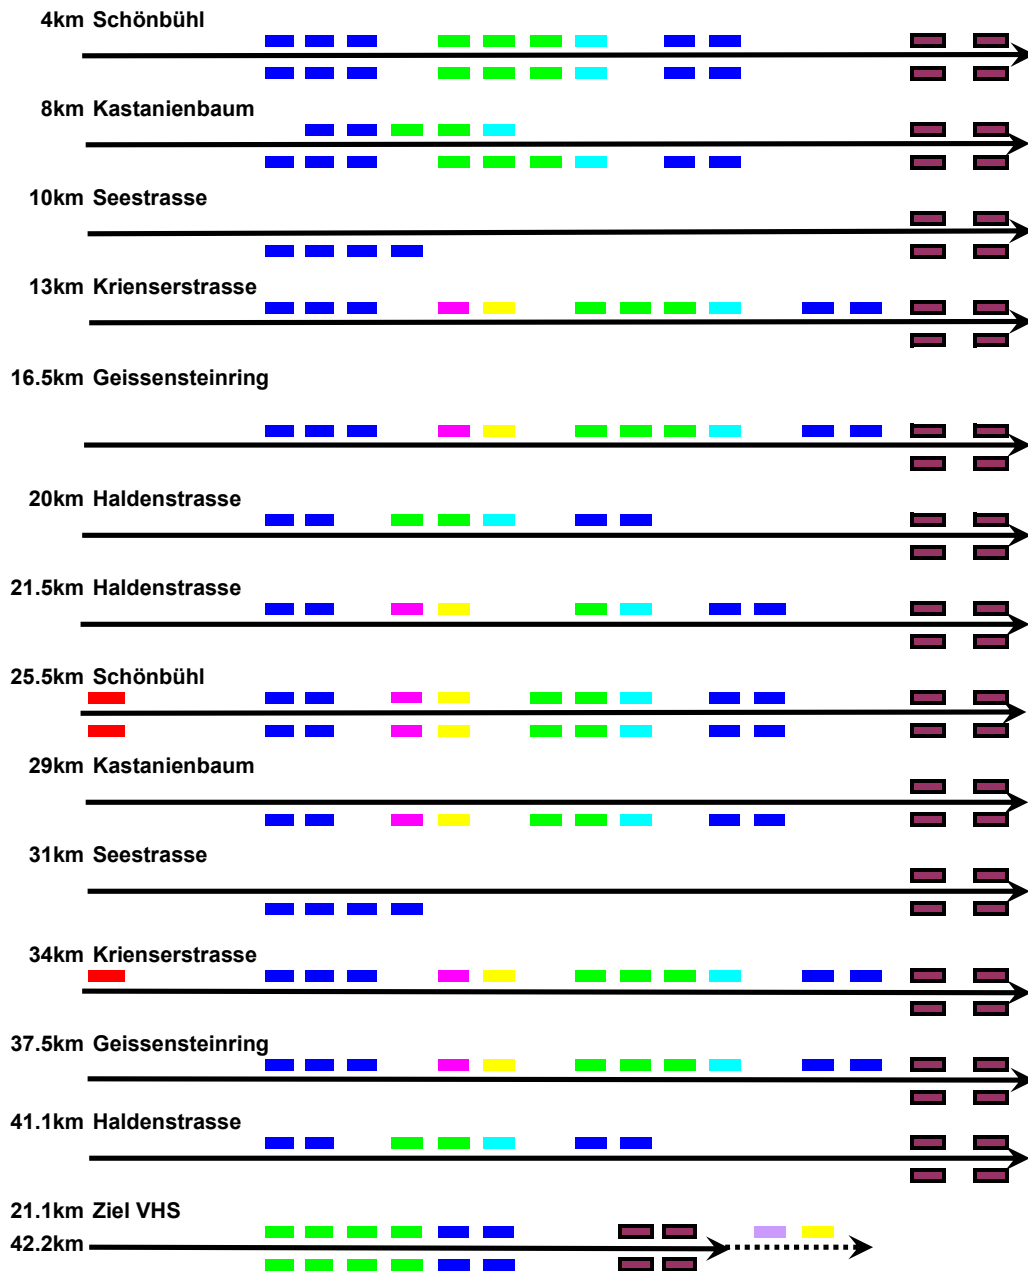 4km Schönbühl
8km Kastanienbaum
10km Seestrasse
13km Krienserstrasse
16.5km Geissensteinring
20km Haldenstrasse
21.5km Haldenstrasse
25.5km Schönbühl
29km Kastanienbaum
31km Seestrasse
34km Krienserstrasse
37.5km Geissensteinring
41.1km Haldenstrasse
21.1km Ziel VHS
42.2km